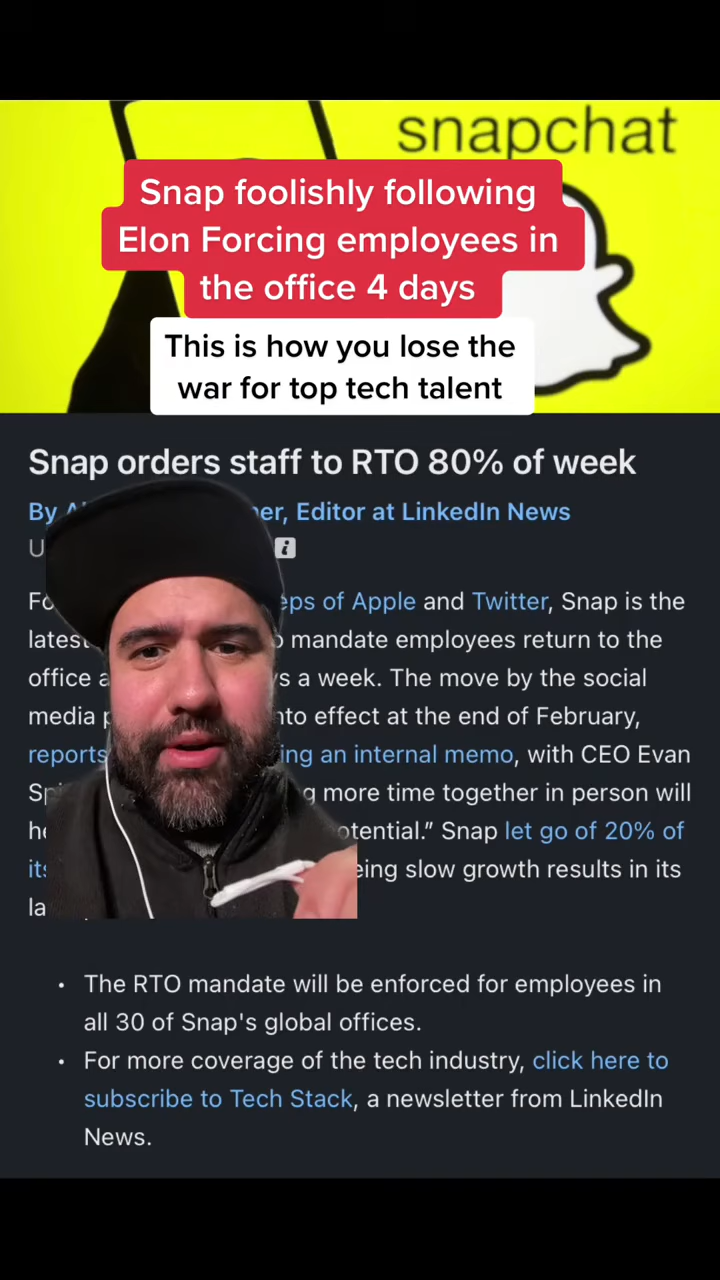 snapchat
Snap foolishly following
Elon Forcing employees in
the office 4 days
This is how you lose the
war for top tech talent
Snap orders staff to RTO 80% of week
By er, Editor at LinkedIn News
U
Fo eps of Apple and Twitter, Snap is the
latest mandate employees return to the
office a s a week. The move by the social
media nto effect at the end of February,
reports ing an internal memo, with CEO Evan
Sp g more time together in person will
he otential.” Snap let go of 20% of
its eing slow growth results in its
la
• The RTO mandate will be enforced for employees in
all 30 of Snap's global offices.
• For more coverage of the tech industry, click here to
subscribe to Tech Stack, a newsletter from LinkedIn
News.